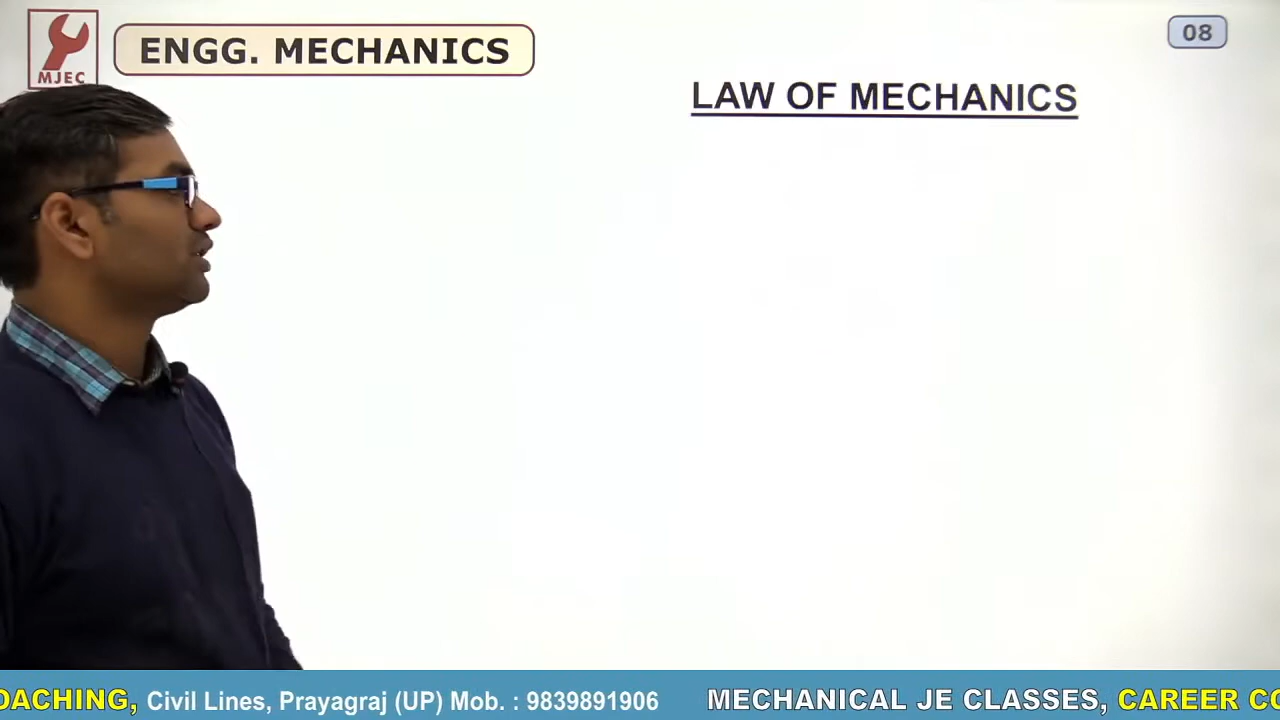 MJEC
ENGG. MECHANICS
08
LAW OF MECHANICS
OACHING, Civil Lines, Prayagraj (UP) Mob. : 9839891906 MECHANICAL JE CLASSES, CAREER CO